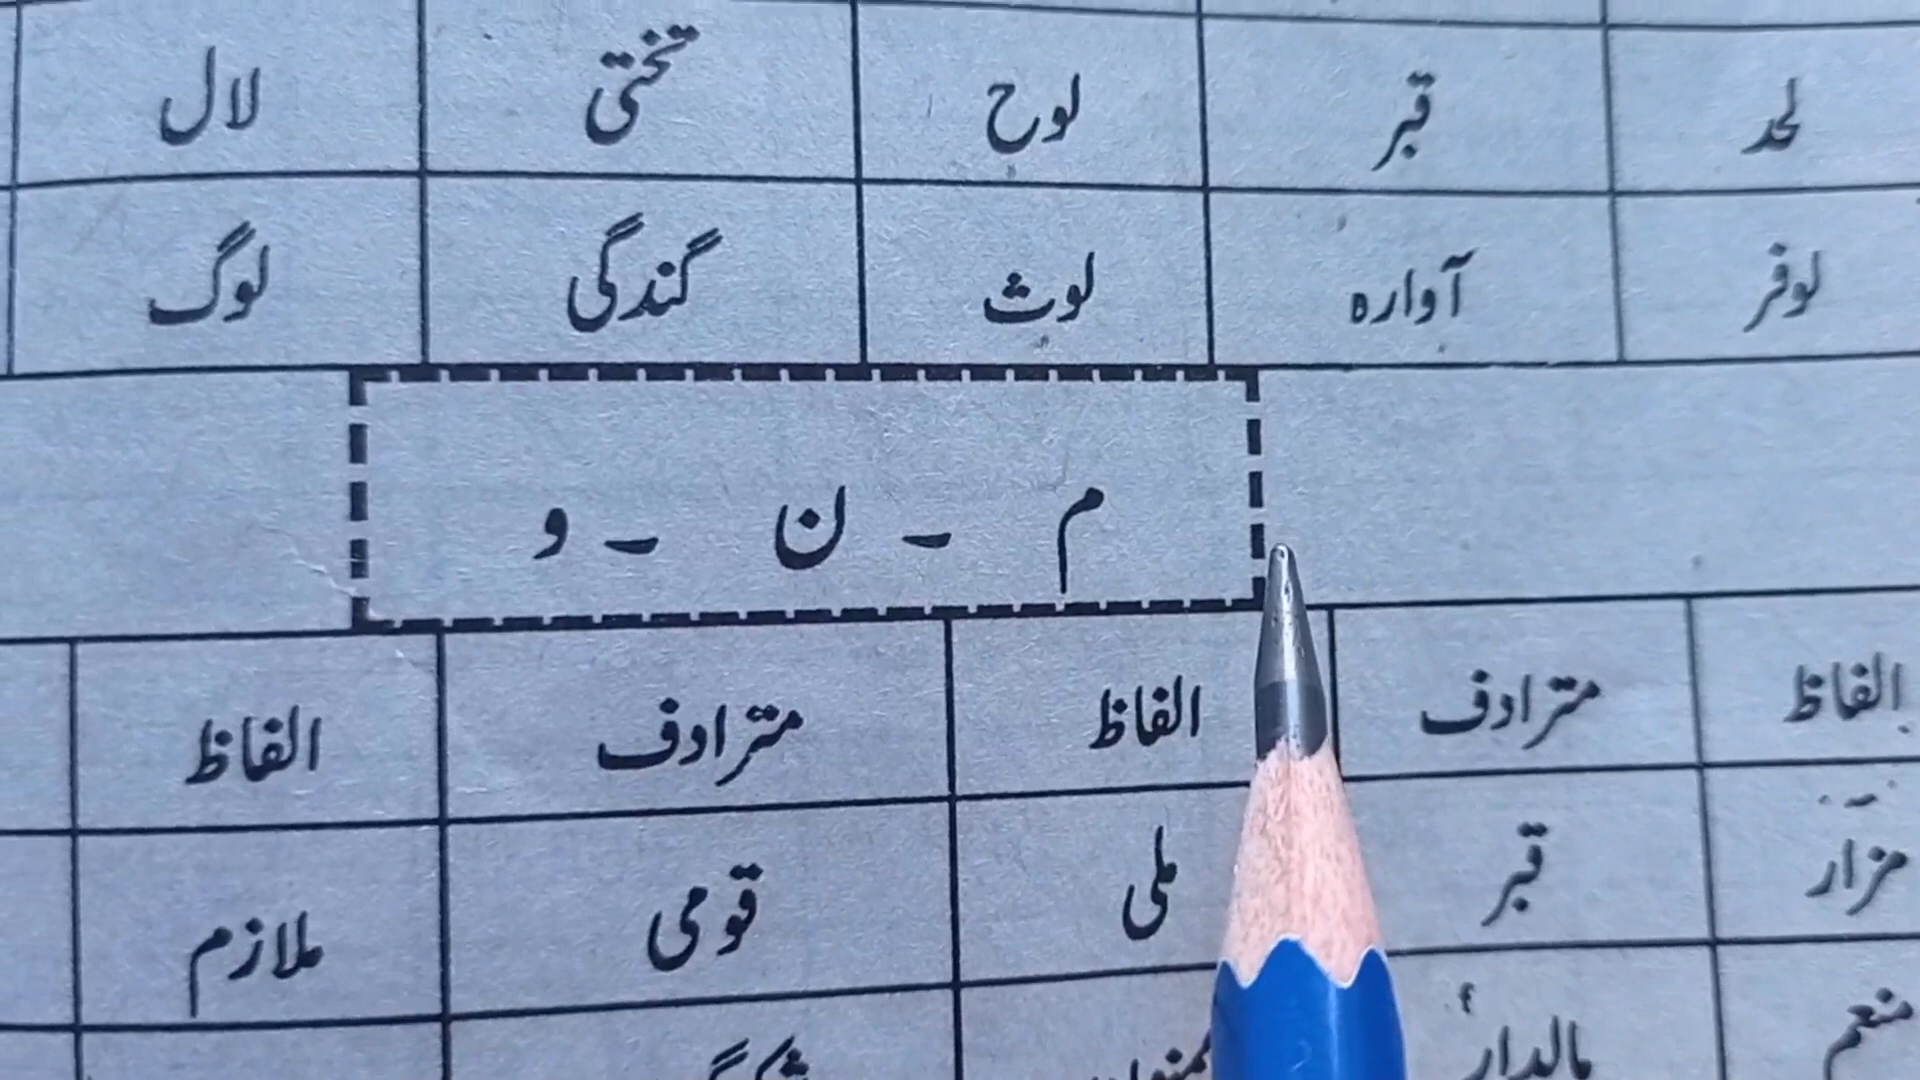 لحد قبر لوح تختی لال
لوفر آوارہ لوث گندگی لوگ
م ۔ ن ۔ و
الفاظ مترادف الفاظ مترادف الفاظ
مزار قبر ملی قومی ملازم
منعم مالدار